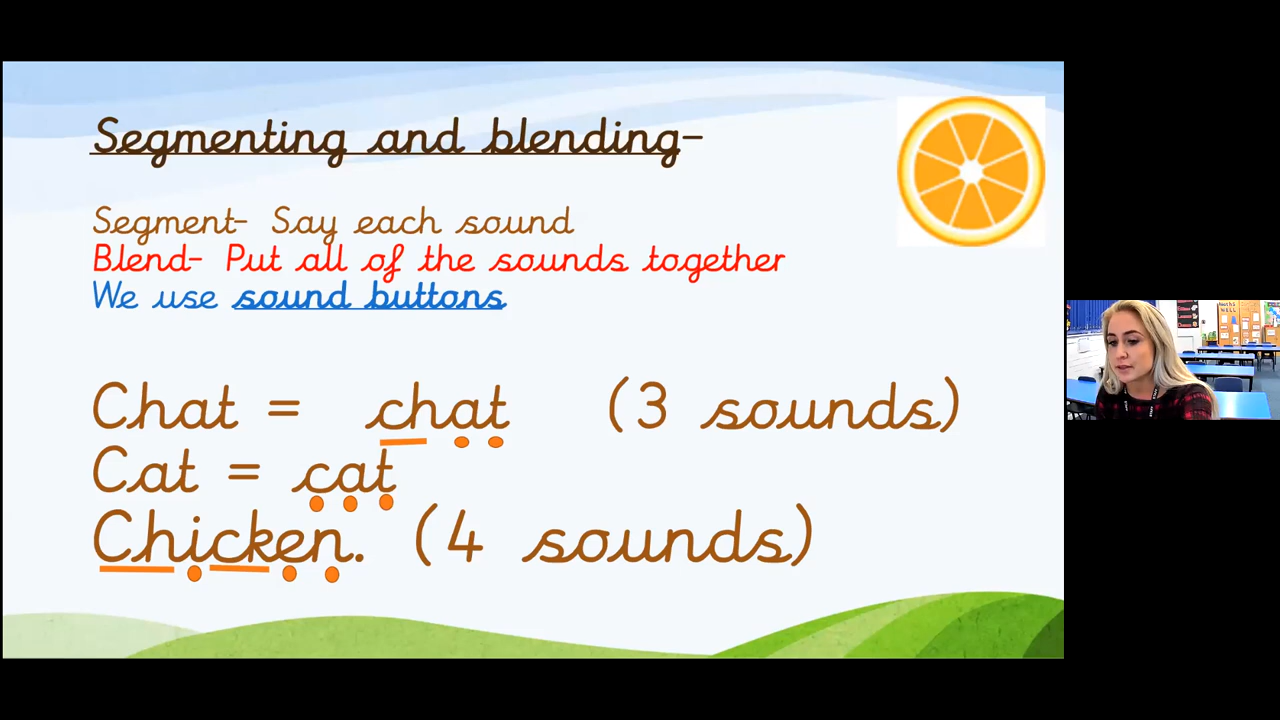 Segmenting and blending-
Segment- Say each sound
Blend- Put all of the sounds together
We use sound buttons
Chat = chat (3 sounds)
Cat = cat
Chicken. (4 sounds)